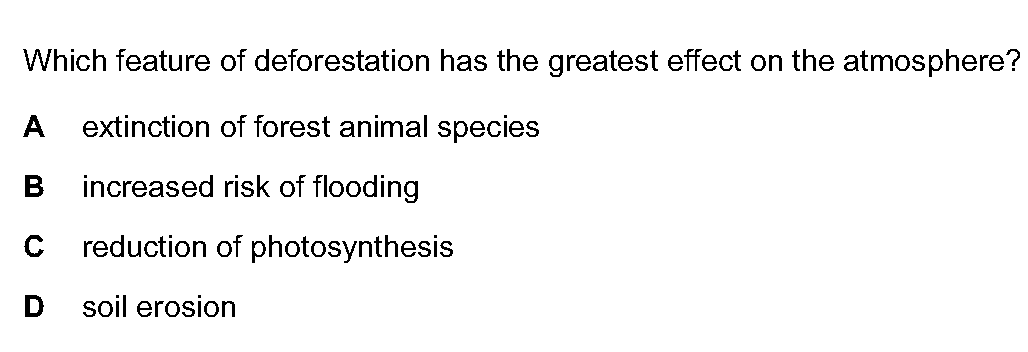 Which feature of deforestation has the greatest effect on the atmosphere?
A extinction of forest animal species
B increased risk of flooding
C reduction of photosynthesis
D soil erosion